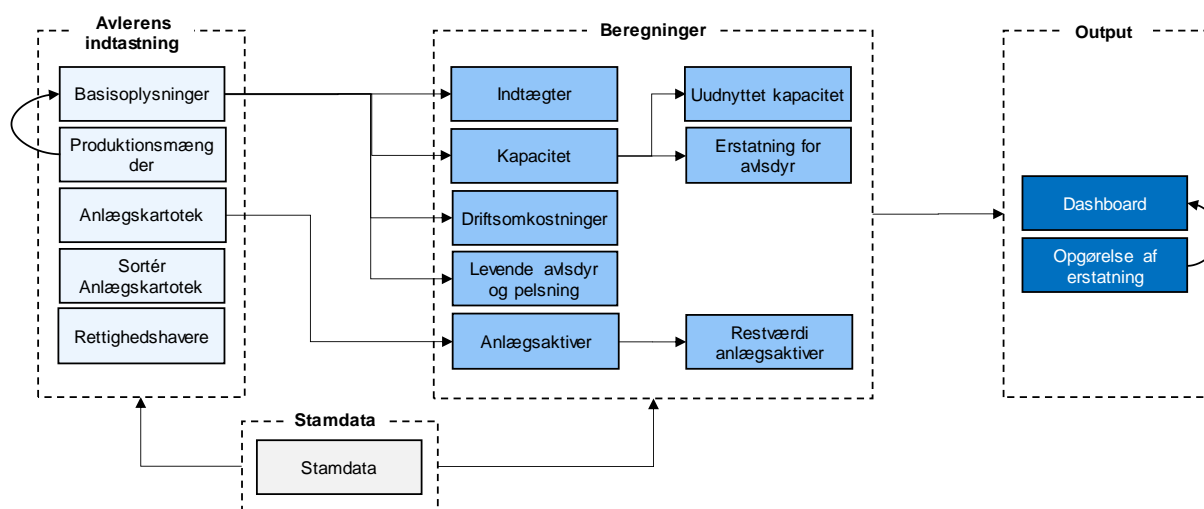 Avlerens
indtastning
Basisoplysninger
Produktionsmæng
der
Anlægskartotek
Sortér
Anlægskartotek
Rettighedshavere
Beregninger
Indtægter
Kapacitet
Driftsomkostninger
Levende avlsdyr
og pelsning
Anlægsaktiver
Uudnyttet kapacitet
Erstatning for
avlsdyr
Restværdi
anlægsaktiver
Output
Dashboard
Opgørelse af
erstatning
Stamdata
Stamdata